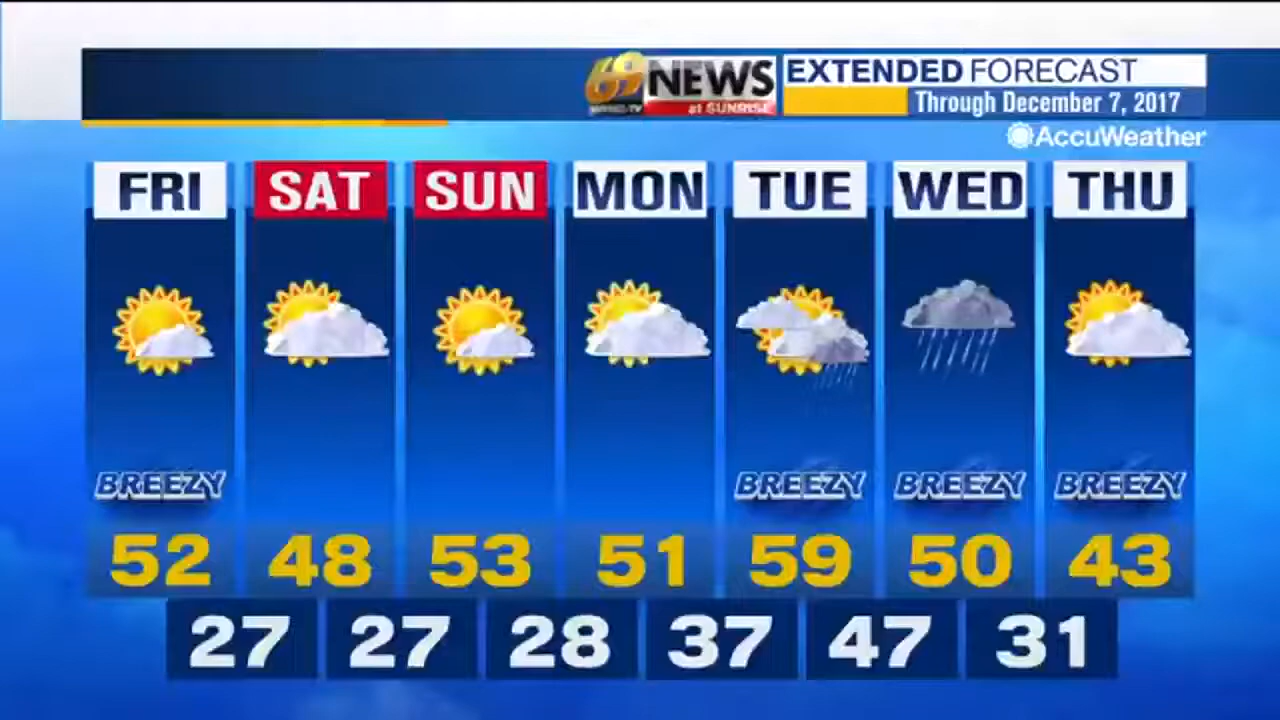 69 NEWS
at SUNRISE
EXTENDED FORECAST
Through December 7, 2017
AccuWeather
FRI SAT SUN MON TUE WED THU
BREEZY BREEZY BREEZY BREEZY
52 48 53 51 59 50 43
27 27 28 37 47 31